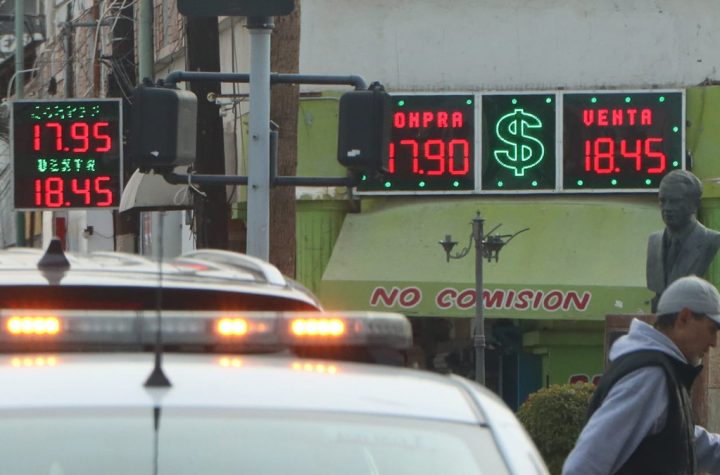 17.95
VENTA
18.45
OMPRA
17.90
$
VENTA
18.45
NO COMISION